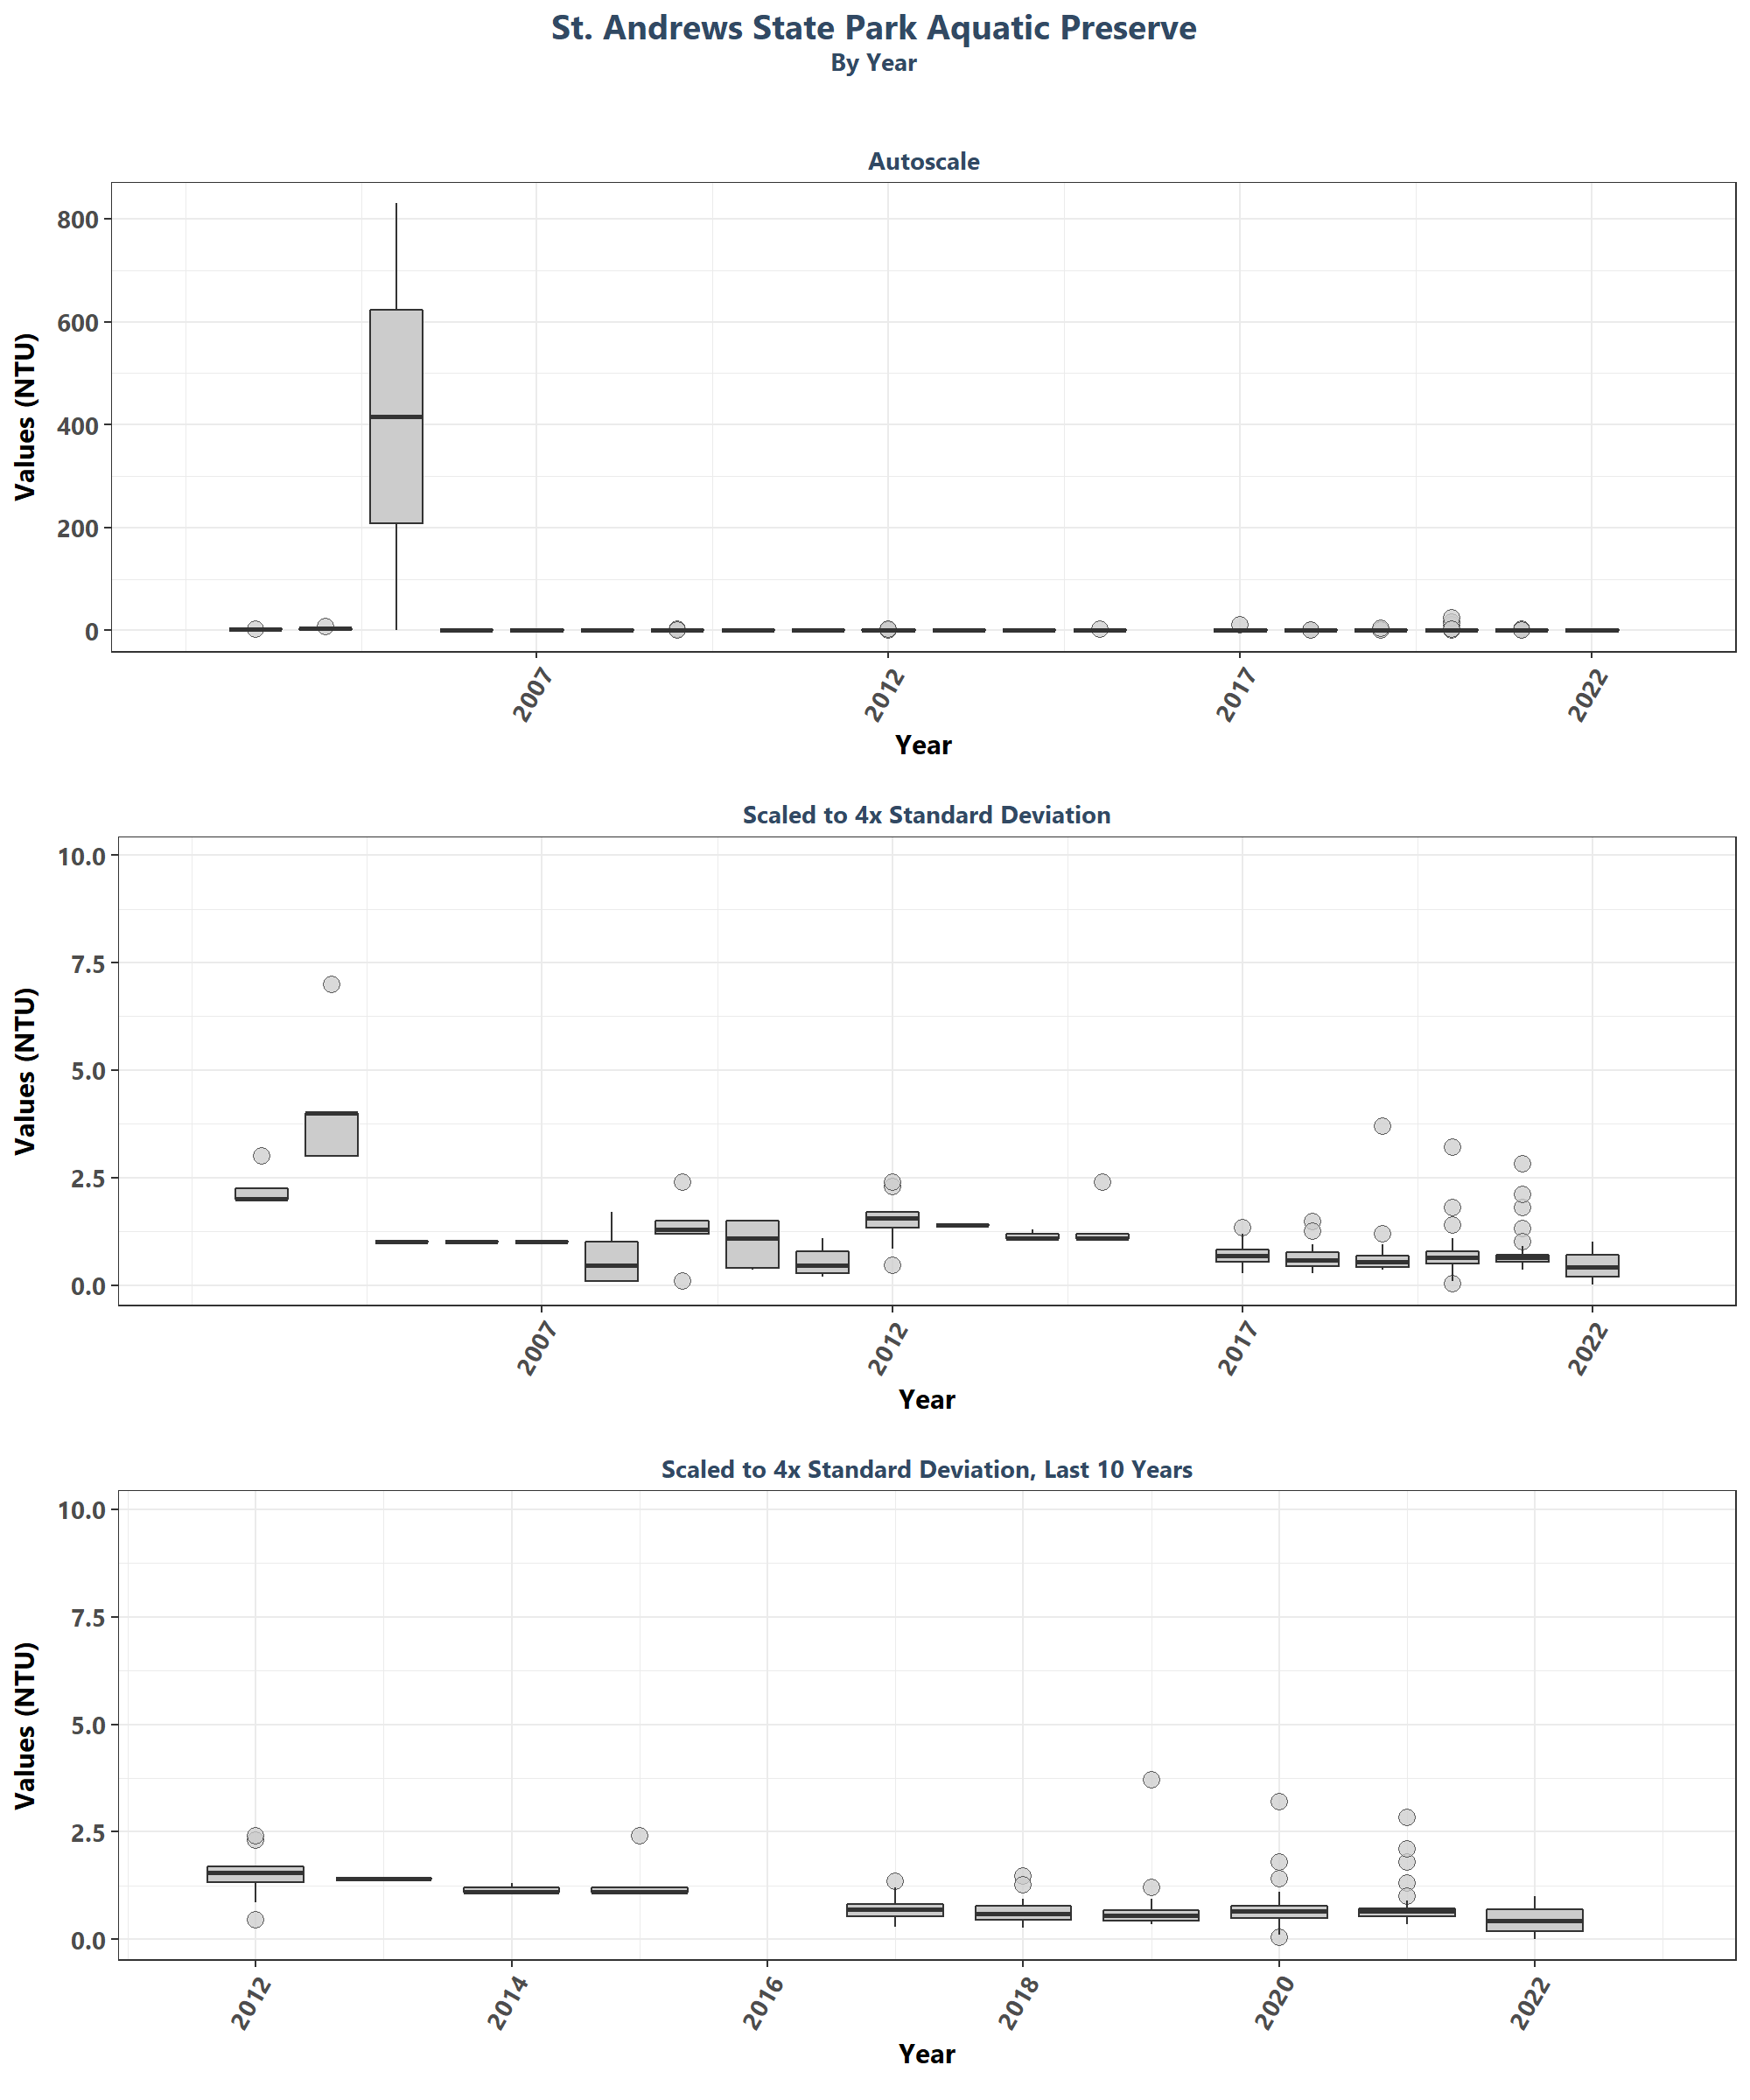 St. Andrews State Park Aquatic Preserve
By Year
Autoscale
Values (NTU)
800
600
400
200
0
2007
2012
2017
2022
Year
Scaled to 4x Standard Deviation
Values (NTU)
10.0
7.5
5.0
2.5
0.0
2007
2012
2017
2022
Year
Scaled to 4x Standard Deviation, Last 10 Years
Values (NTU)
10.0
7.5
5.0
2.5
0.0
2012
2014
2016
2018
2020
2022
Year